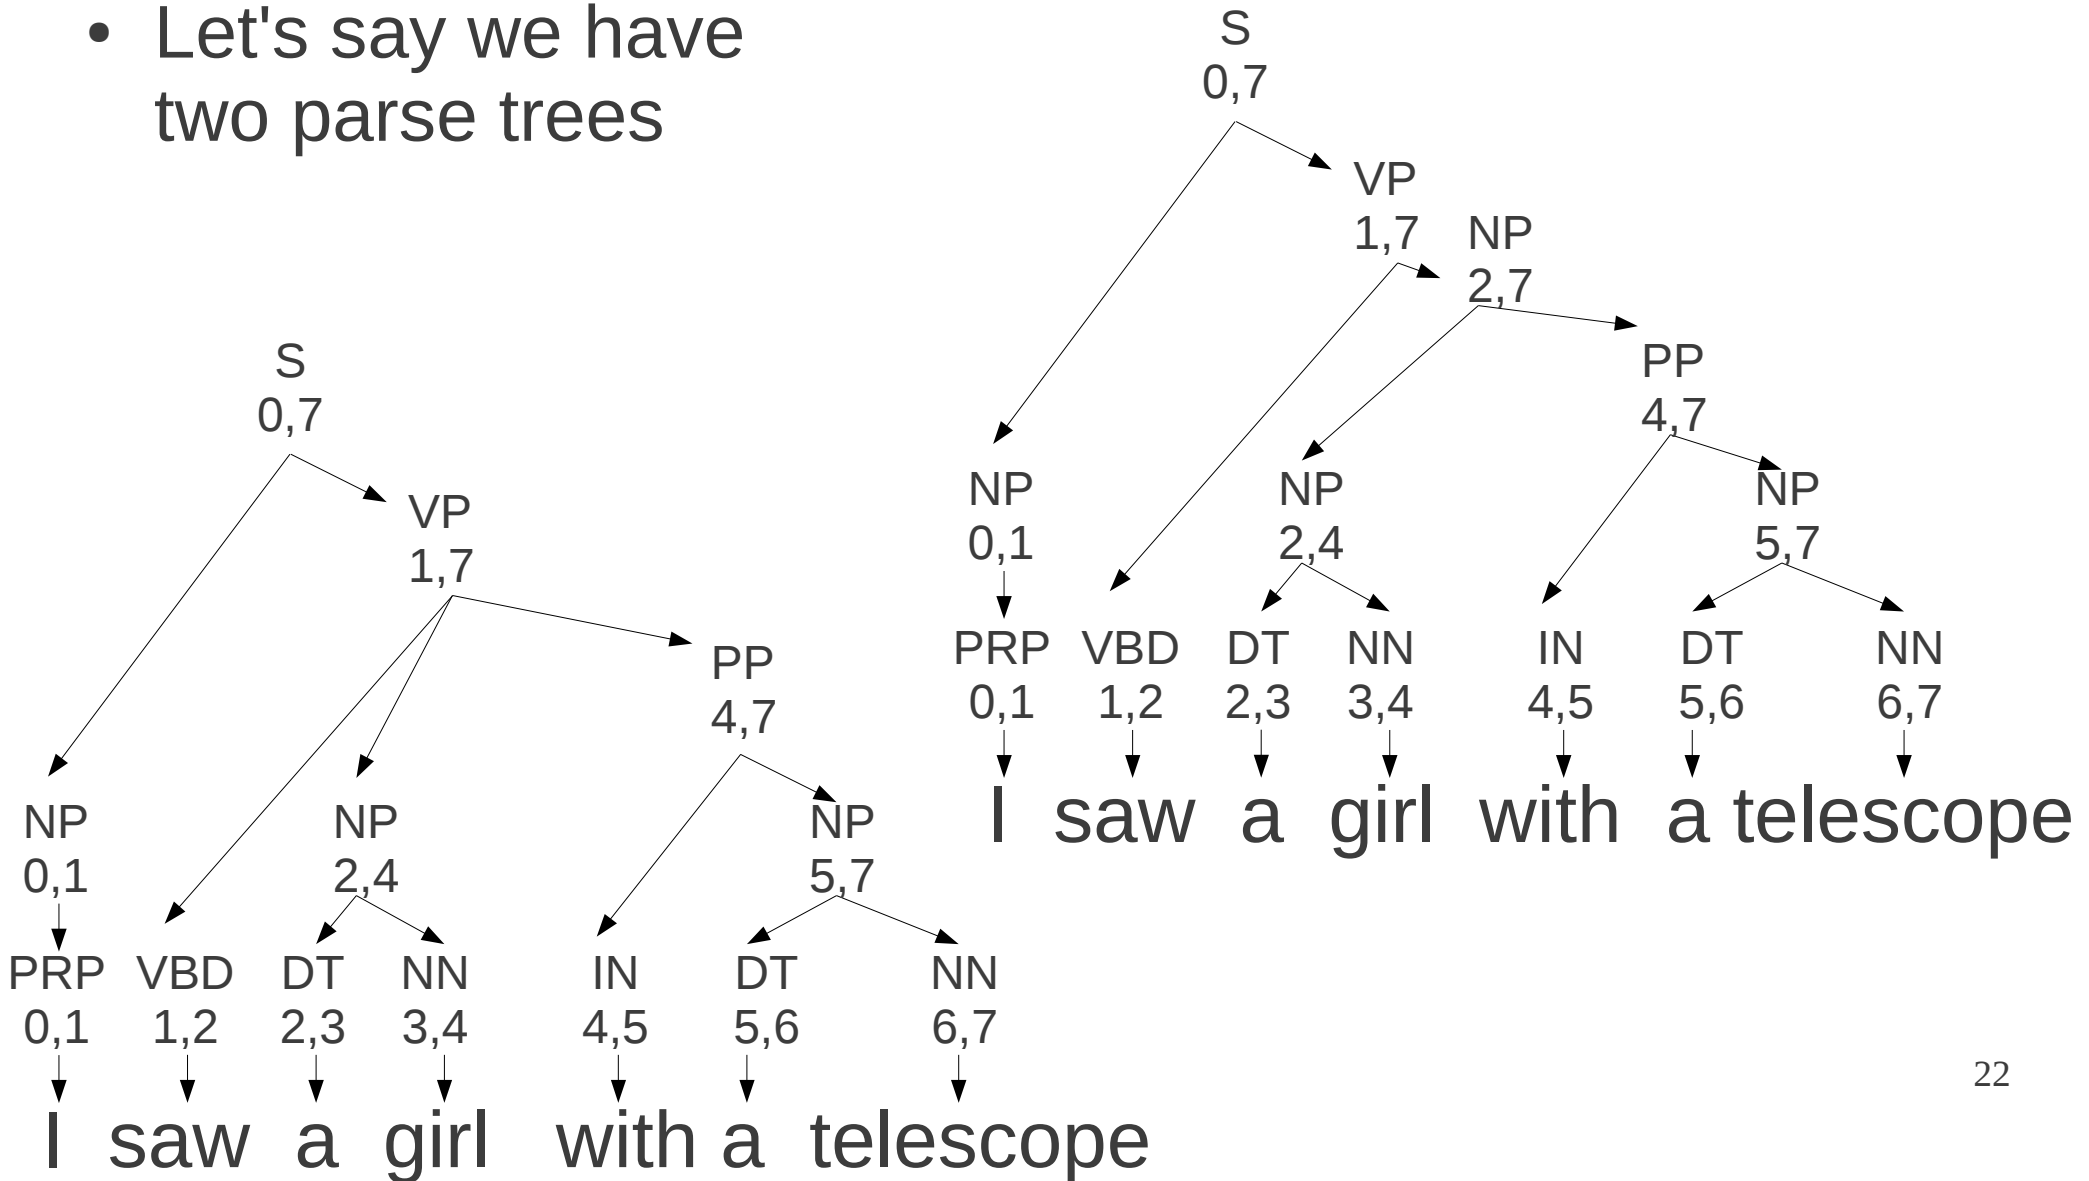 • Let's say we have
two parse trees
S
0,7
VP
1,7
NP
2,7
PP
4,7
NP NP NP
0,1 2,4 5,7
PRP VBD DT NN IN DT NN
0,1 1,2 2,3 3,4 4,5 5,6 6,7
I saw a girl with a telescope
S
0,7
VP
1,7
PP
4,7
NP NP NP
0,1 2,4 5,7
PRP VBD DT NN IN DT NN
0,1 1,2 2,3 3,4 4,5 5,6 6,7
I saw a girl with a telescope
22